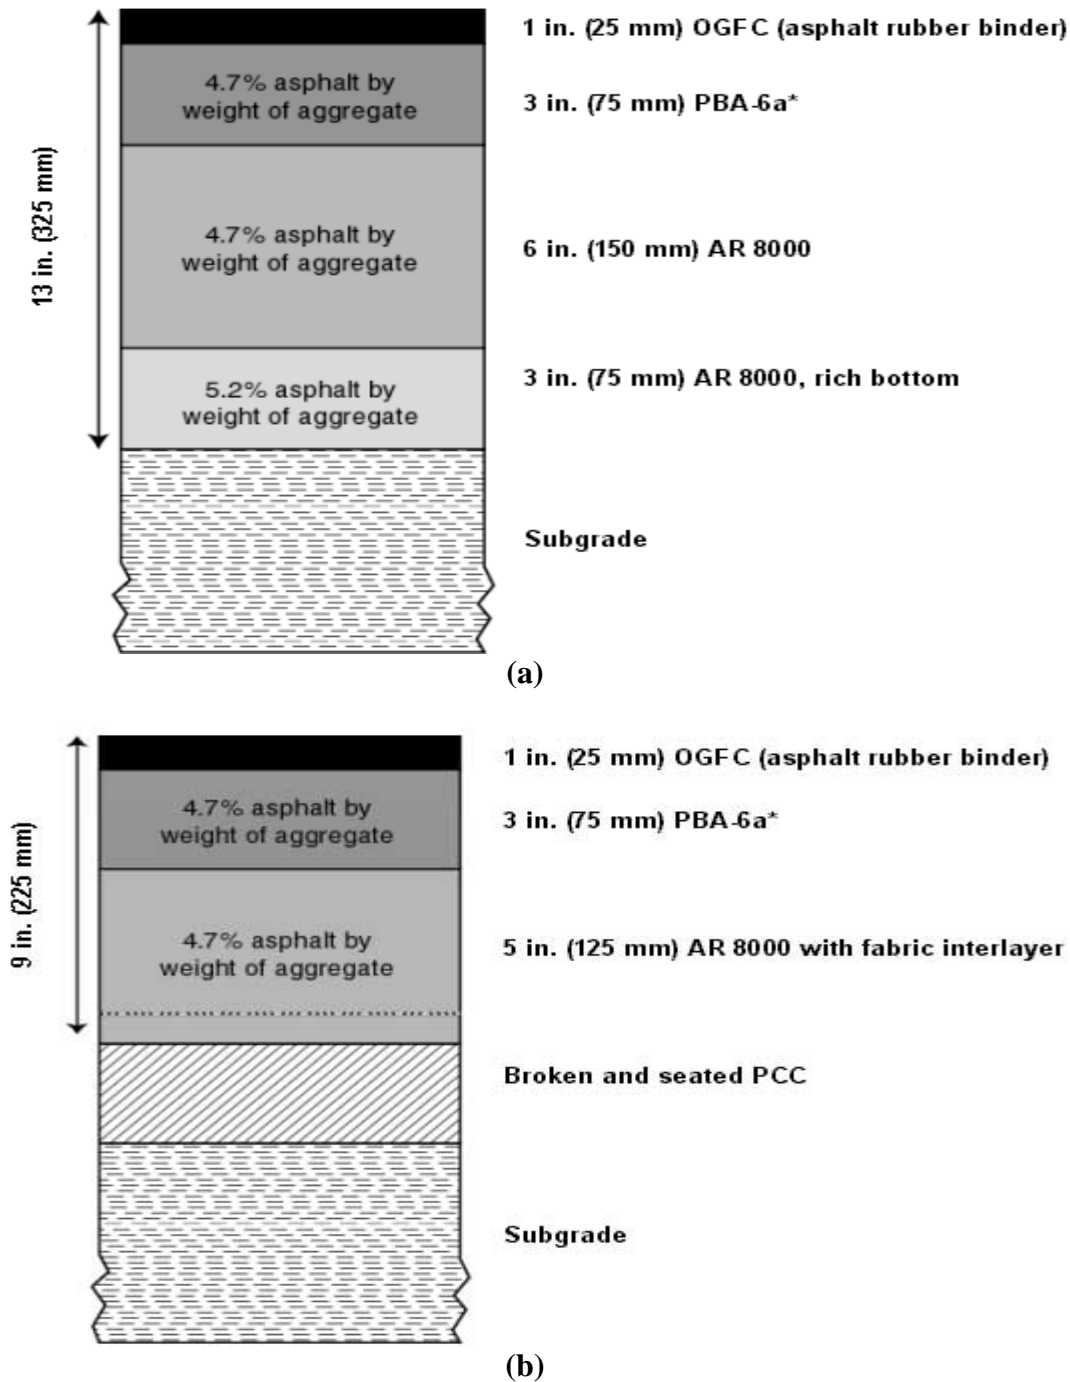 1 in. (25 mm) OGFC (asphalt rubber binder)
4.7% asphalt by
weight of aggregate
3 in. (75 mm) PBA-6a*
13 in. (325 mm)
4.7% asphalt by
weight of aggregate
6 in. (150 mm) AR 8000
5.2% asphalt by
weight of aggregate
3 in. (75 mm) AR 8000, rich bottom
Subgrade
(a)
1 in. (25 mm) OGFC (asphalt rubber binder)
4.7% asphalt by
weight of aggregate
3 in. (75 mm) PBA-6a*
9 in. (225 mm)
4.7% asphalt by
weight of aggregate
5 in. (125 mm) AR 8000 with fabric interlayer
Broken and seated PCC
Subgrade
(b)